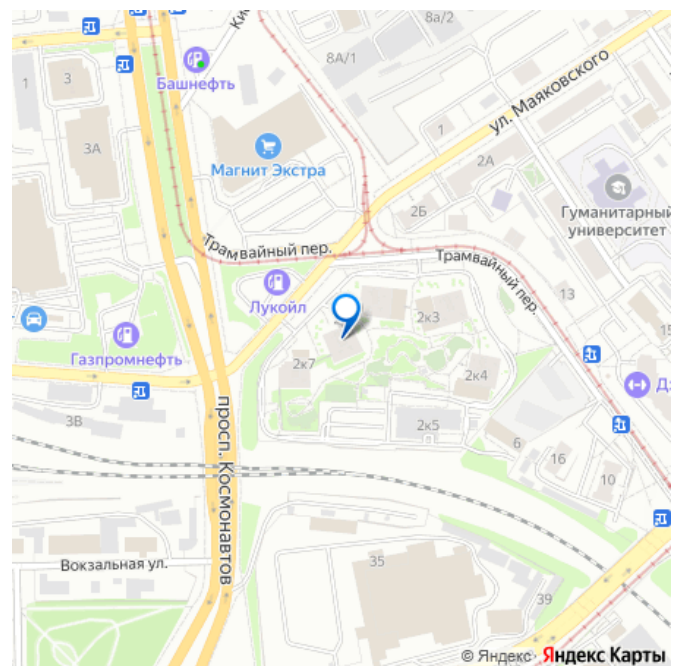 8а/2
8А/1
Ки
Башнефть
1
3
3А
Магнит Экстра
ул. Маяковского
1
2А
2Б
Гуманитарный
университет
Трамвайный пер.
Трамвайный пер.
Лукойл
13
2к3
Газпромнефть
2к7
15
2к4
Дз
3В
2к5
6
16
10
просп. Космонавтов
Вокзальная ул.
35
39
© Яндекс Яндекс Карты